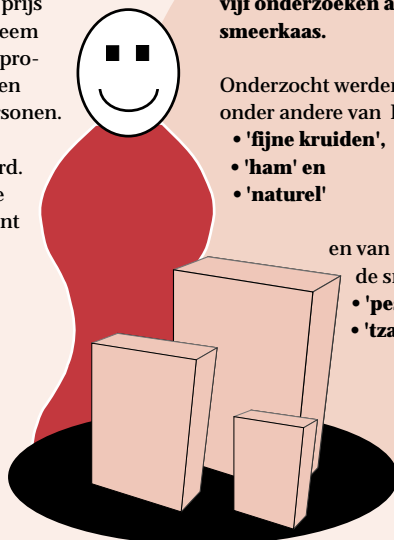 prijs
eem
pro-
en
sonen.
rd.
e
nt
vijf onderzoeken a
smeerkaas.
Onderzocht werden
onder andere van
• 'fijne kruiden',
• 'ham' en
• 'naturel'
en van
de s
• 'pe
• 'tza